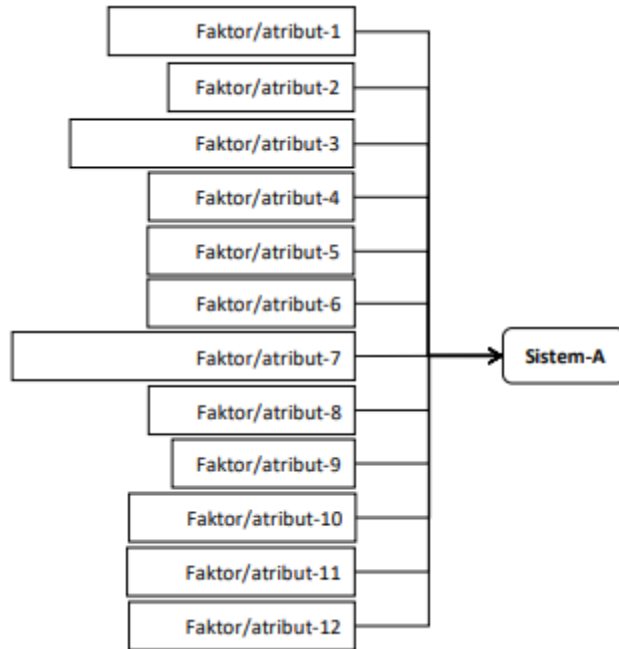 Faktor/atribut-1
Faktor/atribut-2
Faktor/atribut-3
Faktor/atribut-4
Faktor/atribut-5
Faktor/atribut-6
Faktor/atribut-7
Sistem-A
Faktor/atribut-8
Faktor/atribut-9
Faktor/atribut-10
Faktor/atribut-11
Faktor/atribut-12